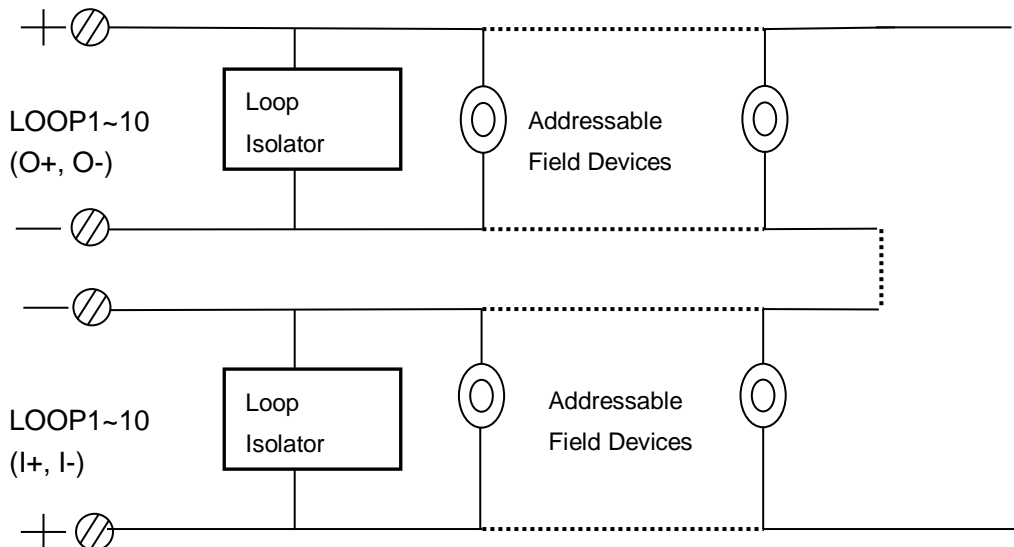 Loop
Isolator
LOOP1~10
(O+, O-)
Addressable
Field Devices
Loop
Isolator
LOOP1~10
(I+, I-)
Addressable
Field Devices